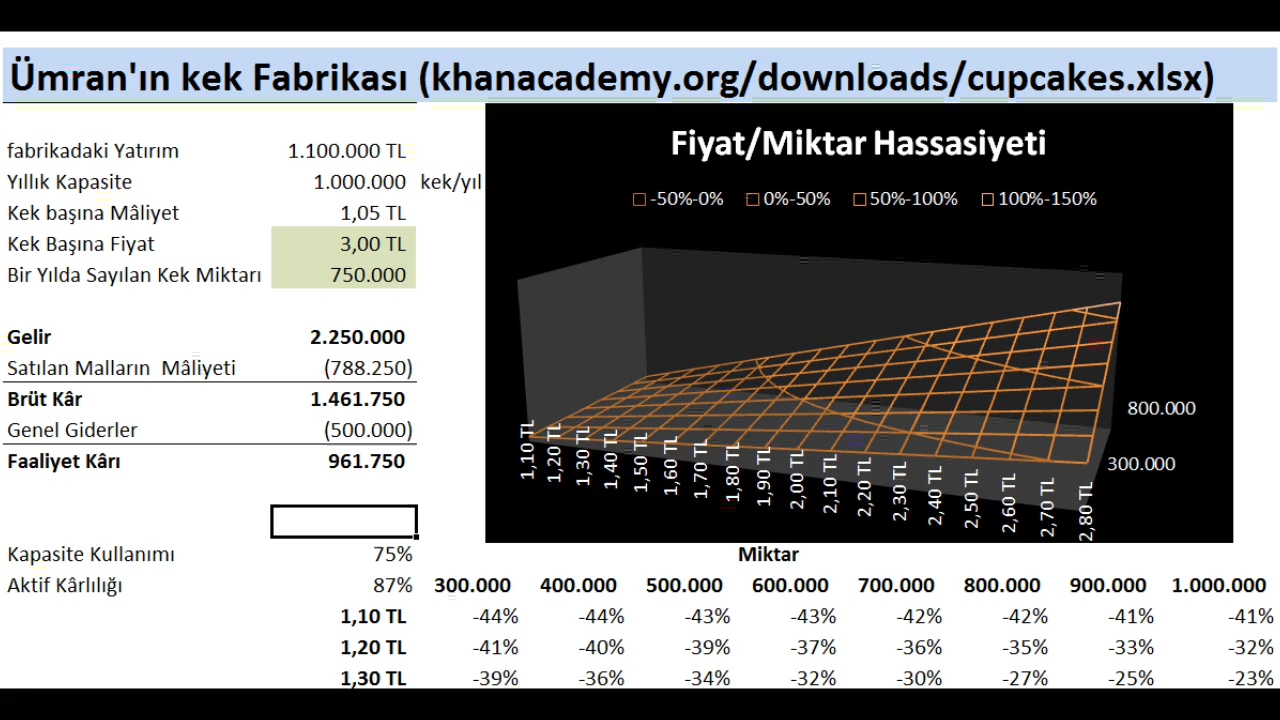 Ümran'ın kek Fabrikası (khanacademy.org/downloads/cupcakes.xlsx)
fabrikadaki Yatırım 1.100.000 TL
Yıllık Kapasite 1.000.000 kek/yıl
Kek başına Mâliyet 1,05 TL
Kek Başına Fiyat 3,00 TL
Bir Yılda Sayılan Kek Miktarı 750.000
Gelir 2.250.000
Satılan Malların Mâliyeti (788.250)
Brüt Kâr 1.461.750
Genel Giderler (500.000)
Faaliyet Kârı 961.750
Fiyat/Miktar Hassasiyeti
-50%-0% 0%-50% 50%-100% 100%-150%
800.000
300.000
1,10 TL 1,20 TL 1,30 TL 1,40 TL 1,50 TL 1,60 TL 1,70 TL 1,80 TL 1,90 TL 2,00 TL 2,10 TL 2,20 TL 2,30 TL 2,40 TL 2,50 TL 2,60 TL 2,70 TL 2,80 TL
Miktar
Kapasite Kullanımı 75%
Aktif Kârlılığı 87% 300.000 400.000 500.000 600.000 700.000 800.000 900.000 1.000.000
1,10 TL -44% -44% -43% -43% -42% -42% -41% -41%
1,20 TL -41% -40% -39% -37% -36% -35% -33% -32%
1,30 TL -39% -36% -34% -32% -30% -27% -25% -23%